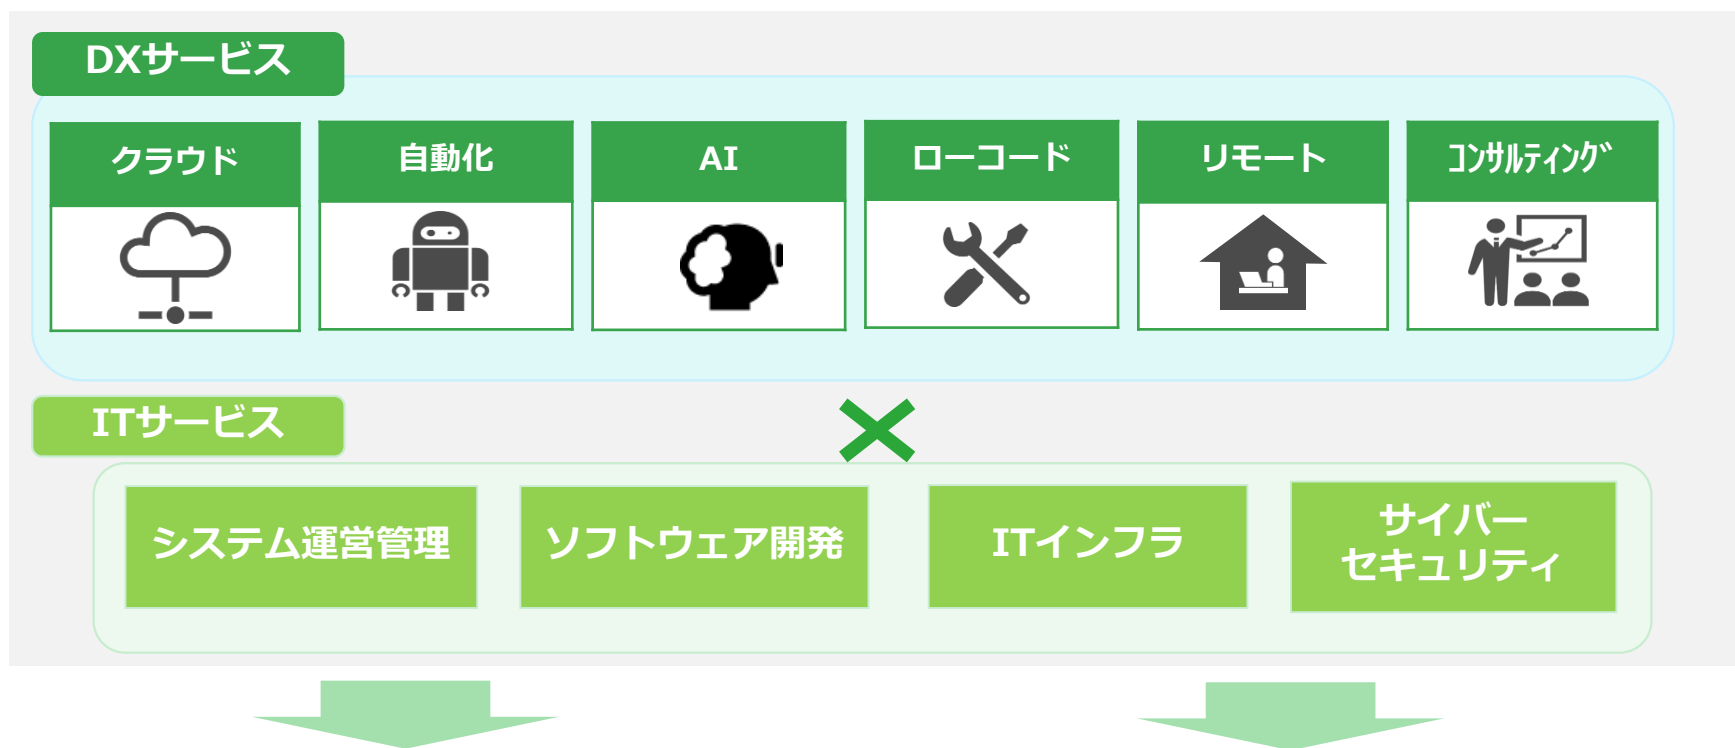 DXサービス
クラウド
自動化
AI
ローコード
リモート
ｺﾝｻﾙﾃｨﾝｸﾞ
ITサービス
システム運営管理
ソフトウェア開発
ITインフラ
サイバー
セキュリティ